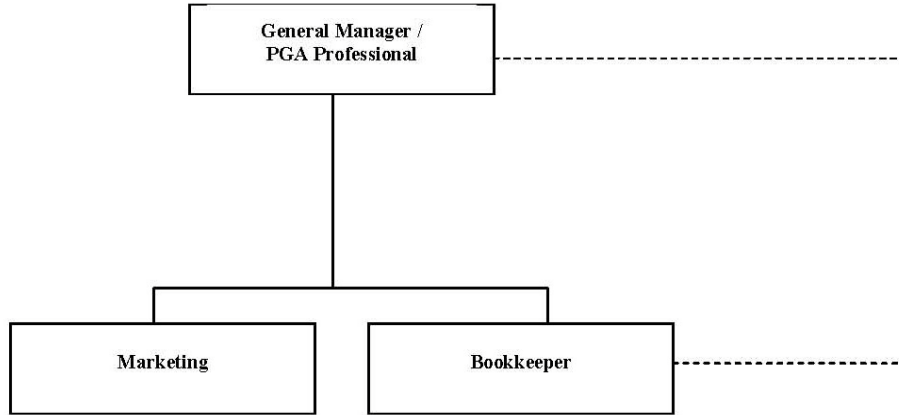 General Manager /
PGA Professional
Marketing
Bookkeeper